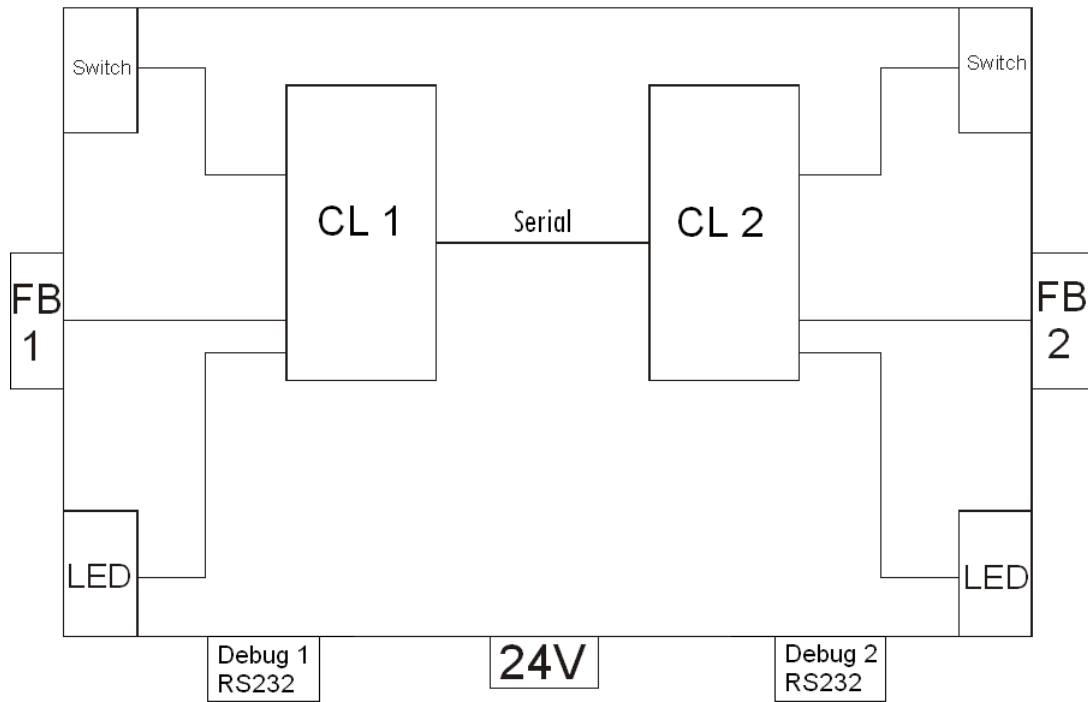 Switch
Switch
CL 1
Serial
CL 2
FB
1
FB
2
LED
LED
Debug 1
RS232
24V
Debug 2
RS232